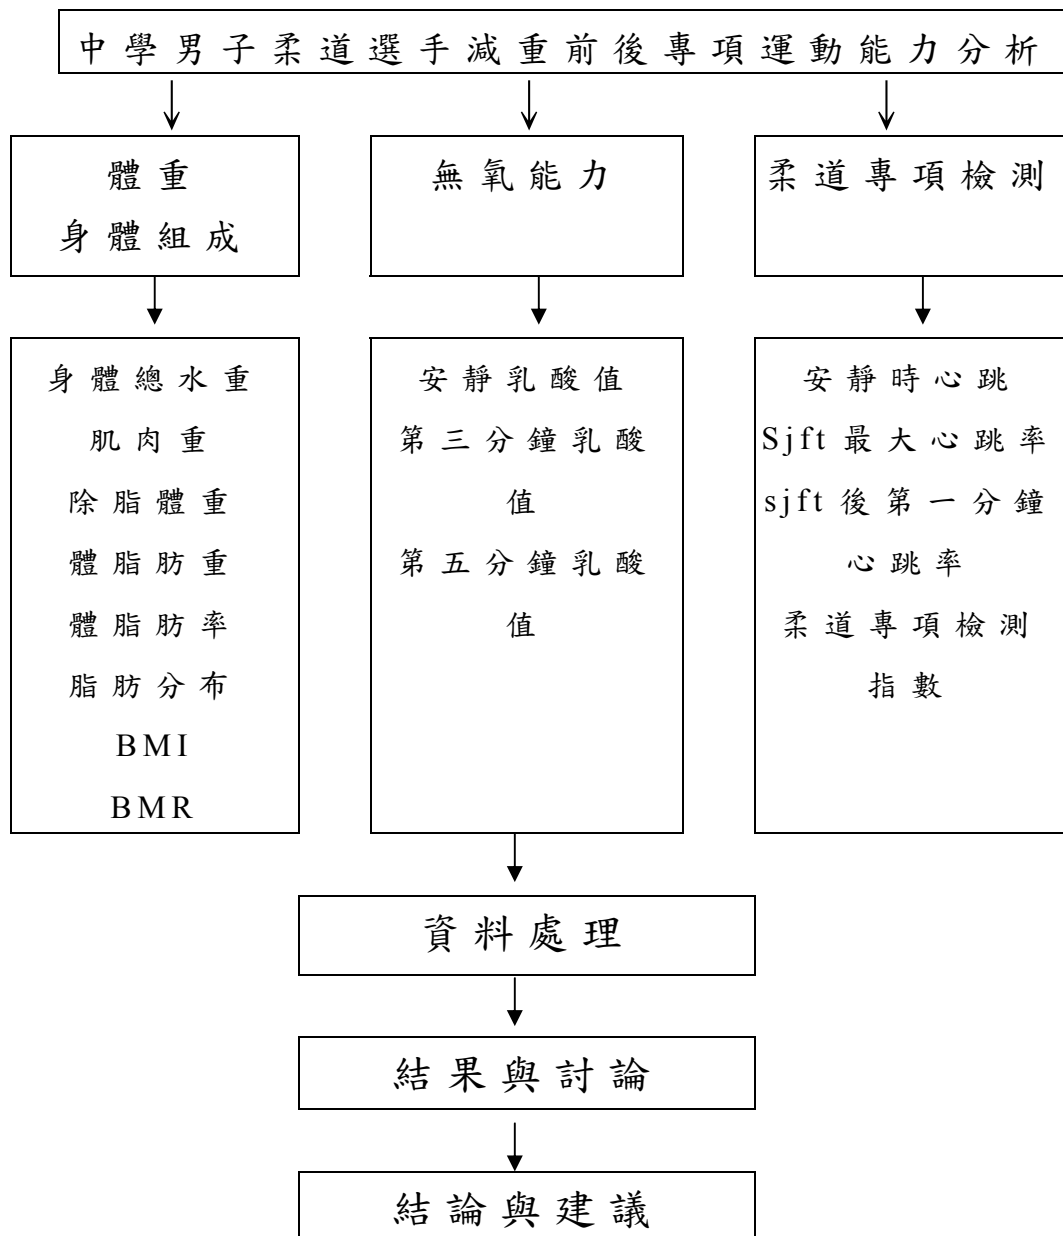 中學男子柔道選手減重前後專項運動能力分析
體重
身體組成
無氧能力
柔道專項檢測
身體總水重
肌肉重
除脂體重
體脂肪重
體脂肪率
脂肪分布
BMI
BMR
安靜乳酸值
第三分鐘乳酸
值
第五分鐘乳酸
值
安靜時心跳
Sjft 最大心跳率
sjft 後第一分鐘
心跳率
柔道專項檢測
指數
資料處理
結果與討論
結論與建議